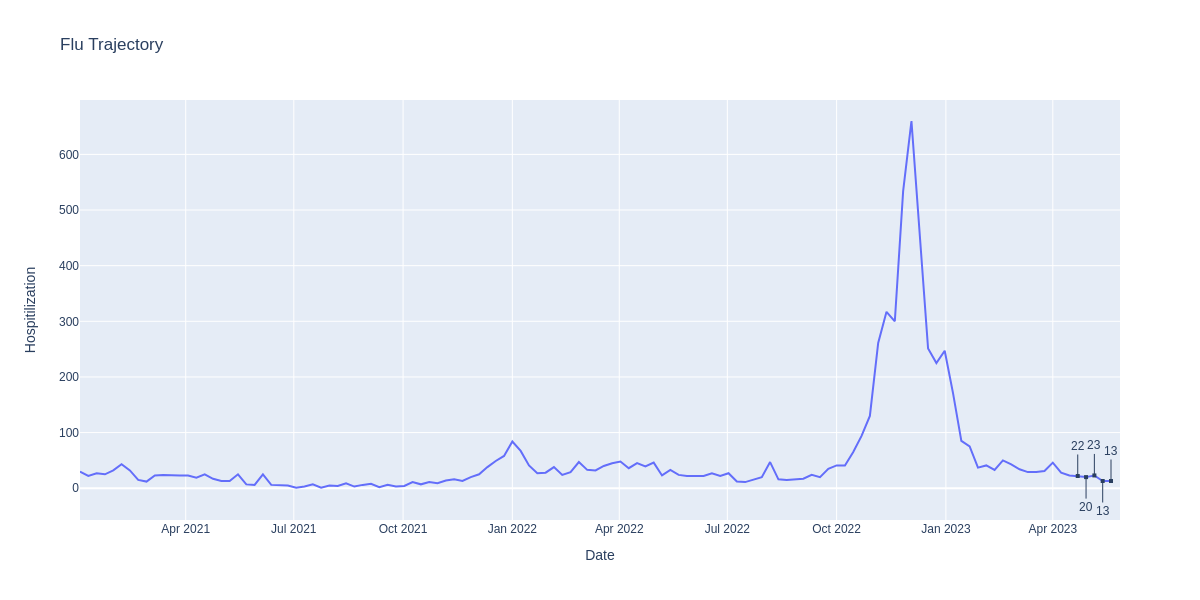 Flu Trajectory
600
500
400
300
200
100
0
Hospitilization
22
23
13
20
13
Apr 2021
Jul 2021
Oct 2021
Jan 2022
Apr 2022
Jul 2022
Oct 2022
Jan 2023
Apr 2023
Date